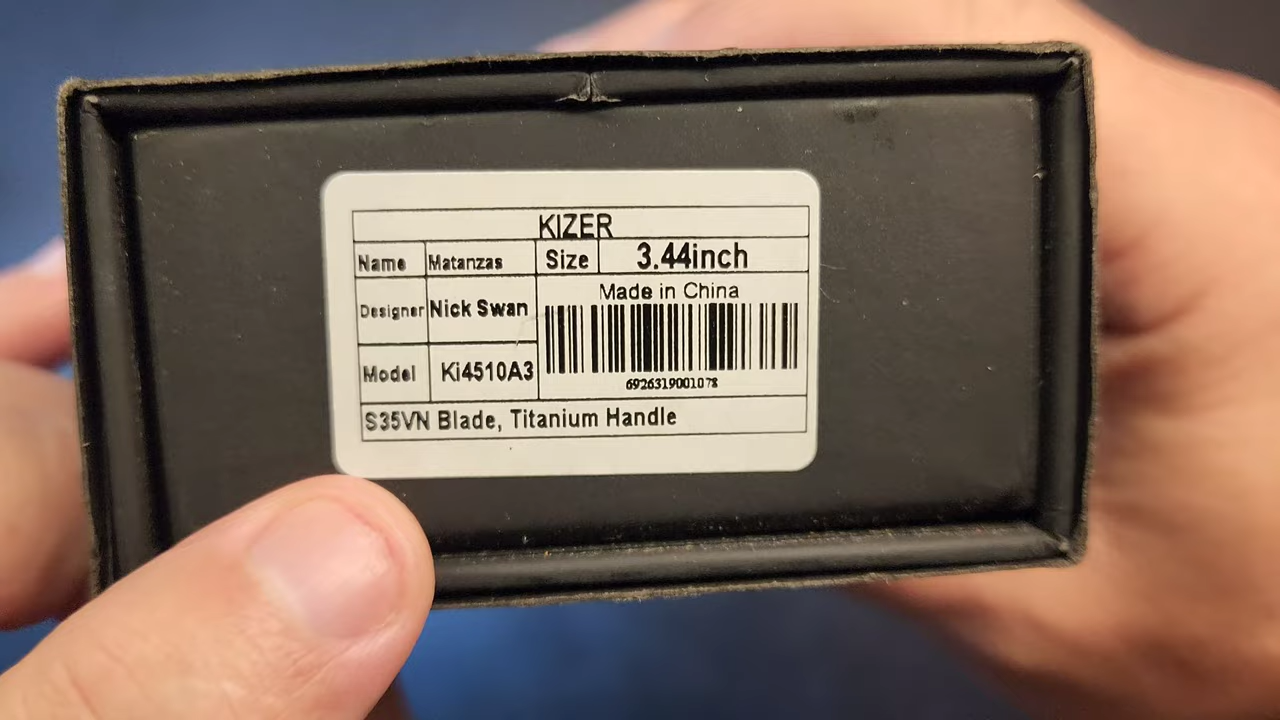 KIZER
Name Matanzas Size 3.44inch
Made in China
Designer Nick Swan
Model Ki4510A3
6926319001078
S35VN Blade, Titanium Handle